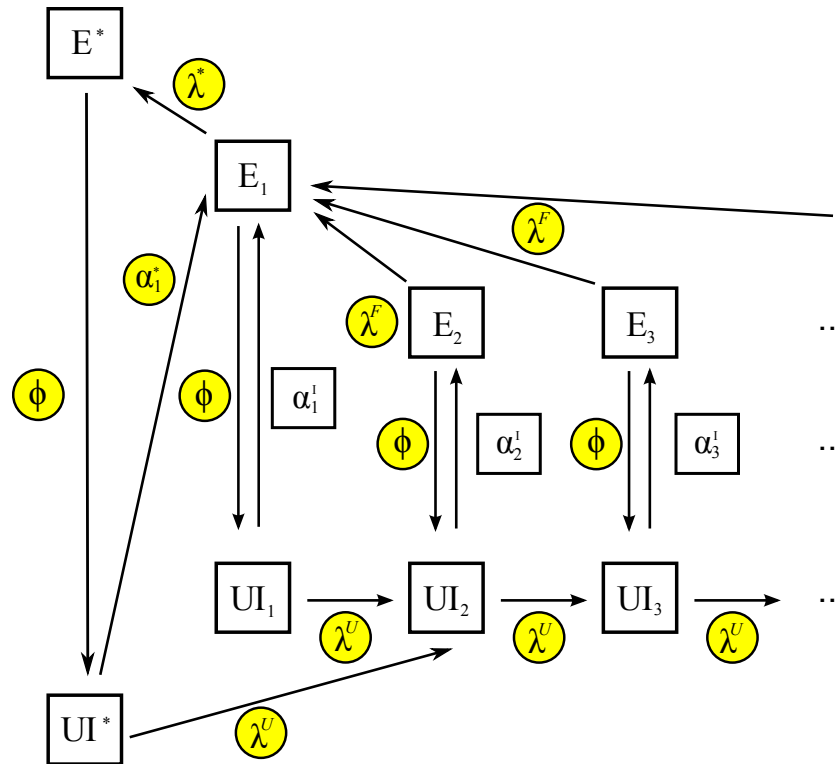 E*
λ*
E₁
λF
α₁*
λF
E₂
E₃
..
ϕ
ϕ
α₁ᴵ
ϕ
α₂ᴵ
ϕ
α₃ᴵ
..
UI₁
UI₂
UI₃
..
λU
λU
λU
UI*
λU